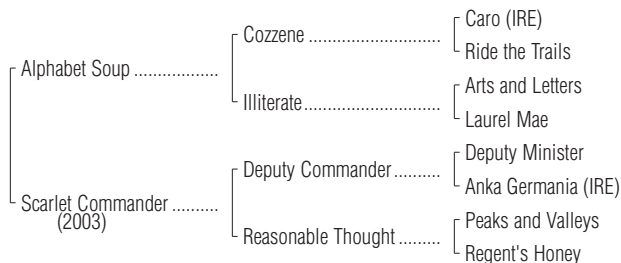 Caro (IRE)
Cozzene ................................
Ride the Trails
Alphabet Soup ..................
Arts and Letters
Illiterate.................................
Laurel Mae
Deputy Minister
Deputy Commander...........
Anka Germania (IRE)
Scarlet Commander ..........
(2003)
Peaks and Valleys
Reasonable Thought .........
Regent's Honey